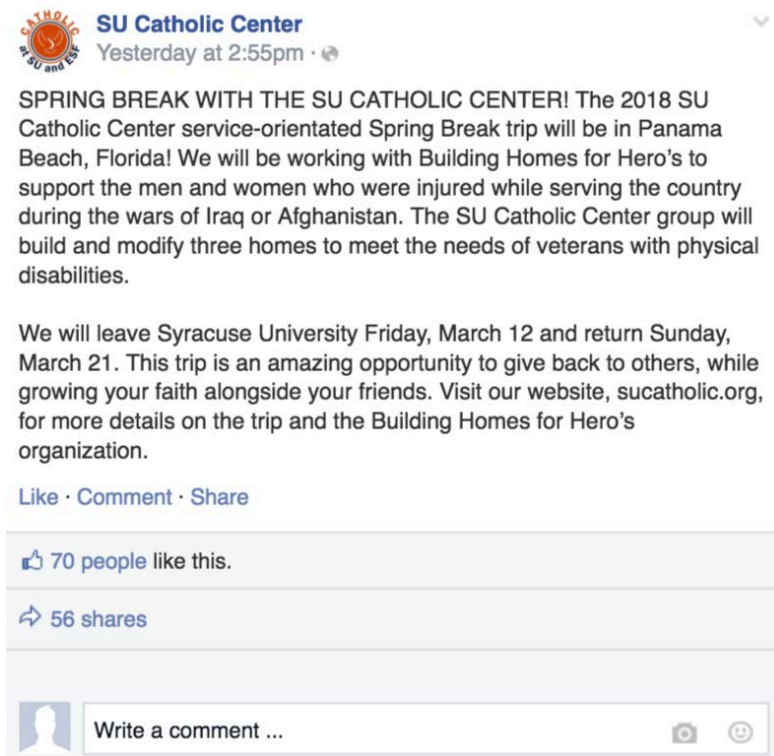 CATHOLIC
at SU and ESF
SU Catholic Center
Yesterday at 2:55pm ·
SPRING BREAK WITH THE SU CATHOLIC CENTER! The 2018 SU
Catholic Center service-orientated Spring Break trip will be in Panama
Beach, Florida! We will be working with Building Homes for Hero's to
support the men and women who were injured while serving the country
during the wars of Iraq or Afghanistan. The SU Catholic Center group will
build and modify three homes to meet the needs of veterans with physical
disabilities.
We will leave Syracuse University Friday, March 12 and return Sunday,
March 21. This trip is an amazing opportunity to give back to others, while
growing your faith alongside your friends. Visit our website, sucatholic.org,
for more details on the trip and the Building Homes for Hero's
organization.
Like · Comment · Share
70 people like this.
56 shares
Write a comment ...